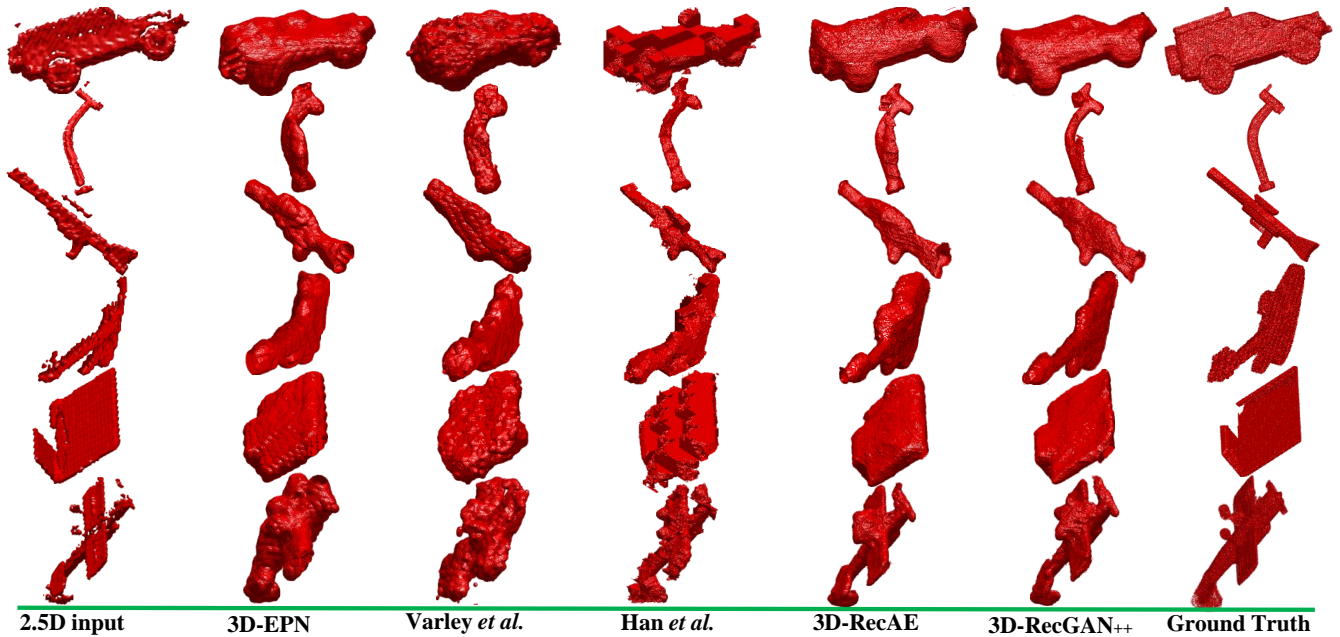 2.5D input 3D-EPN Varley et al. Han et al. 3D-RecAE 3D-RecGAN++ Ground Truth